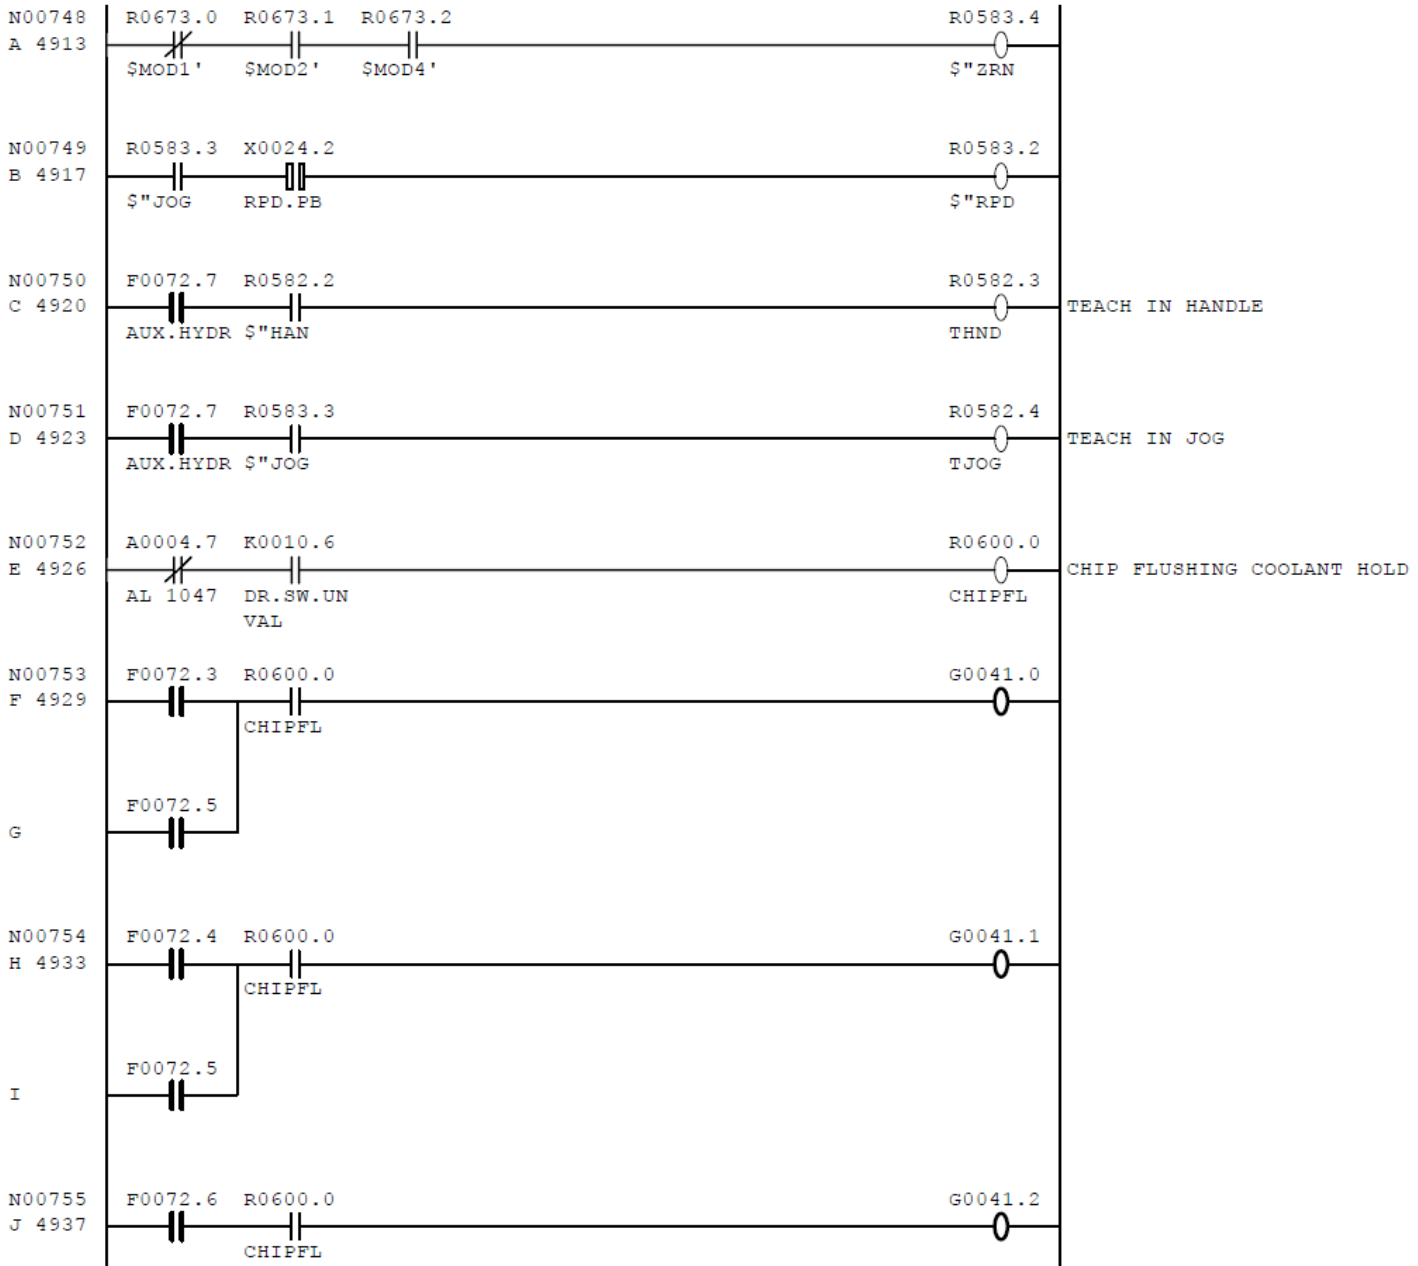 N00748 R0673.0 R0673.1 R0673.2 R0583.4
A 4913
$MOD1' $MOD2' $MOD4' $"ZRN
N00749 R0583.3 X0024.2 R0583.2
B 4917
$"JOG RPD.PB $"RPD
N00750 F0072.7 R0582.2 R0582.3
C 4920 TEACH IN HANDLE
AUX.HYDR $"HAN THND
N00751 F0072.7 R0583.3 R0582.4
D 4923 TEACH IN JOG
AUX.HYDR $"JOG TJOG
N00752 A0004.7 K0010.6 R0600.0
E 4926 CHIP FLUSHING COOLANT HOLD
AL 1047 DR.SW.UN CHIPFL
VAL
N00753 F0072.3 R0600.0 G0041.0
F 4929
CHIPFL
F0072.5
G
N00754 F0072.4 R0600.0 G0041.1
H 4933
CHIPFL
F0072.5
I
N00755 F0072.6 R0600.0 G0041.2
J 4937
CHIPFL